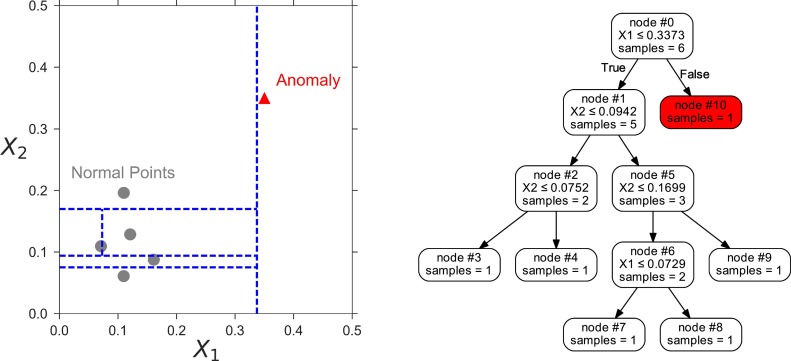 0.5
0.4
0.3
0.2
0.1
0.0
X2
0.0 0.1 0.2 0.3 0.4 0.5
X1
Anomaly
Normal Points
node #0
X1 ≤ 0.3373
samples = 6
True
False
node #1
X2 ≤ 0.0942
samples = 5
node #10
samples = 1
node #2
X2 ≤ 0.0752
samples = 2
node #5
X2 ≤ 0.1699
samples = 3
node #3
samples = 1
node #4
samples = 1
node #6
X1 ≤ 0.0729
samples = 2
node #9
samples = 1
node #7
samples = 1
node #8
samples = 1